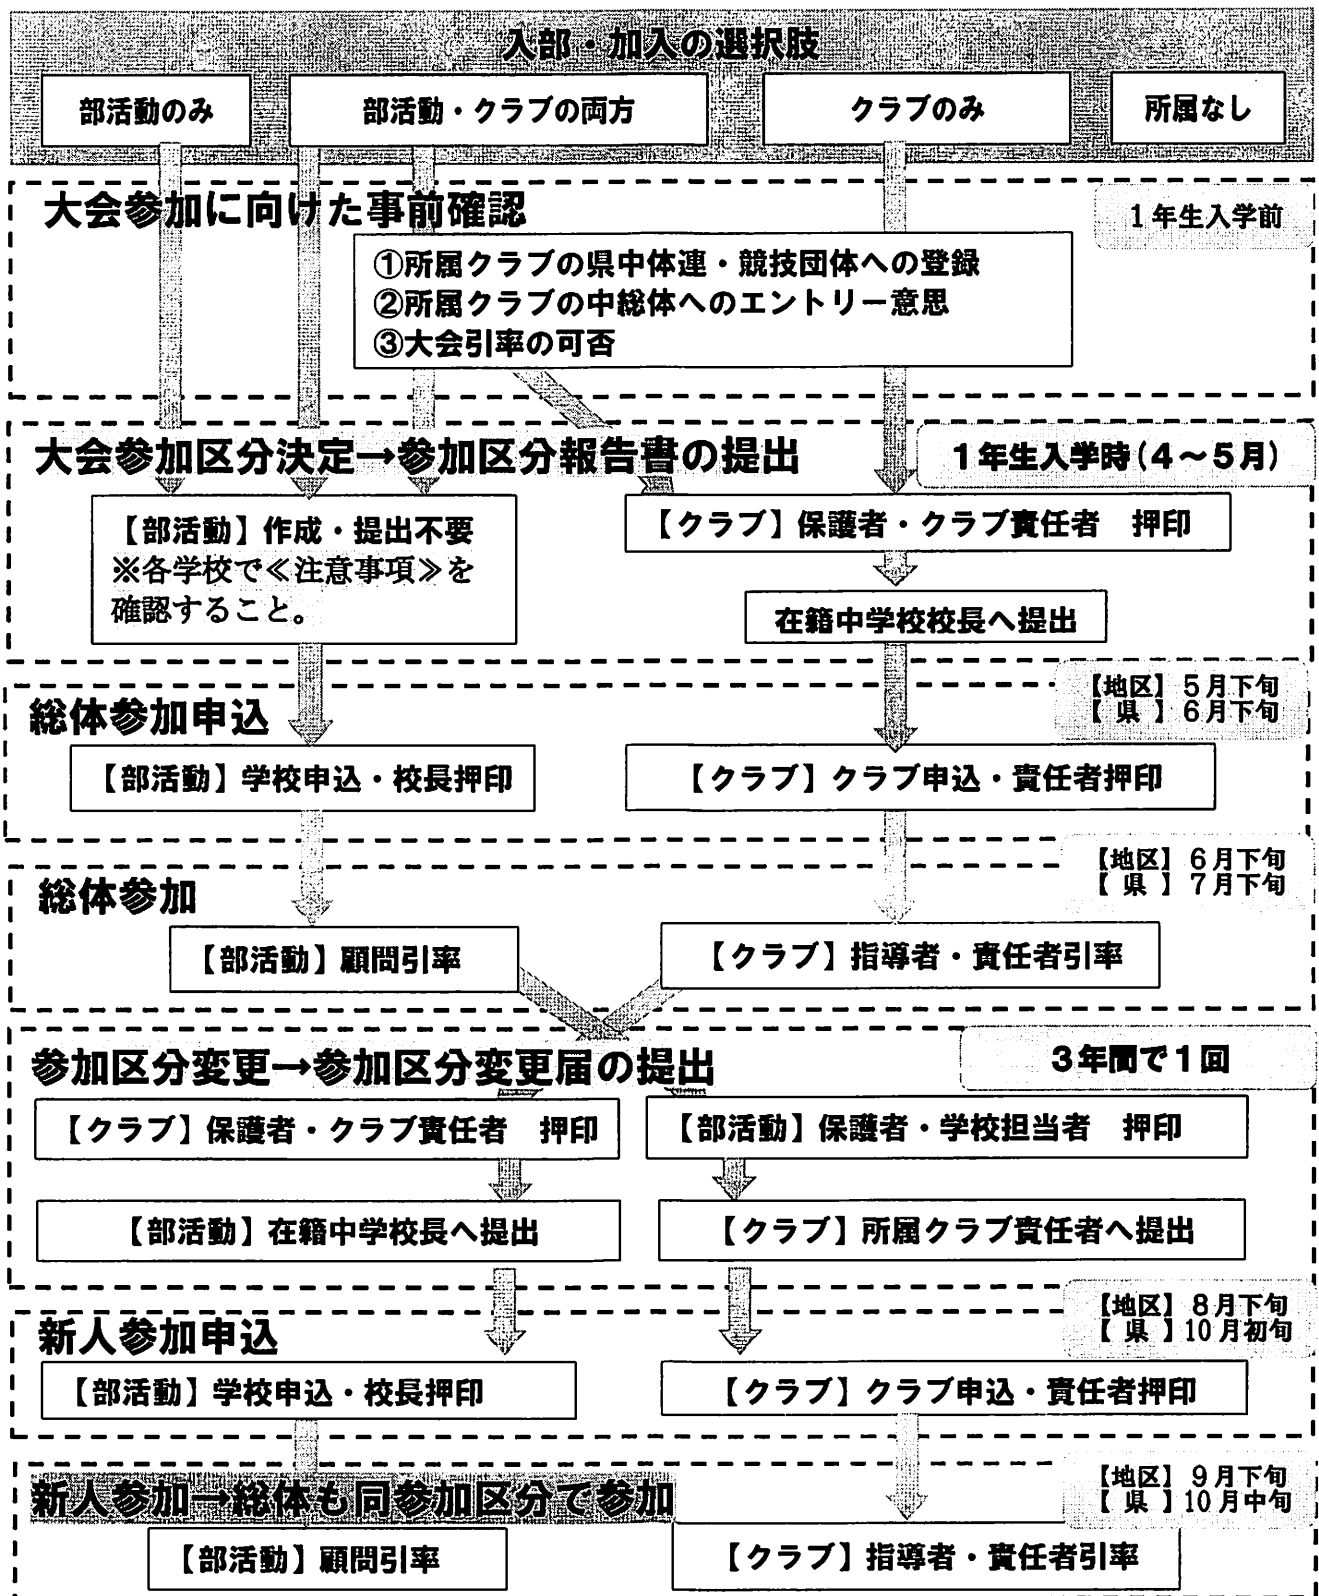 入部・加入の選択肢
部活動のみ
部活動・クラブの両方
クラブのみ
所属なし
大会参加に向けた事前確認
1年生入学前
①所属クラブの県中体連・競技団体への登録
②所属クラブの中総体へのエントリー意思
③大会引率の可否
大会参加区分決定→参加区分報告書の提出
1年生入学時(4～5月)
【部活動】作成・提出不要
※各学校で≪注意事項≫を
確認すること。
【クラブ】保護者・クラブ責任者 押印
在籍中学校校長へ提出
総体参加申込
【地区】5月下旬
【 県 】6月下旬
【部活動】学校申込・校長押印
【クラブ】クラブ申込・責任者押印
総体参加
【地区】6月下旬
【 県 】7月下旬
【部活動】顧問引率
【クラブ】指導者・責任者引率
参加区分変更→参加区分変更届の提出
3年間で1回
【クラブ】保護者・クラブ責任者 押印
【部活動】保護者・学校担当者 押印
【部活動】在籍中学校長へ提出
【クラブ】所属クラブ責任者へ提出
新人参加申込
【地区】8月下旬
【 県 】10月初旬
【部活動】学校申込・校長押印
【クラブ】クラブ申込・責任者押印
新人参加→総体も同参加区分で参加
【地区】9月下旬
【 県 】10月中旬
【部活動】顧問引率
【クラブ】指導者・責任者引率